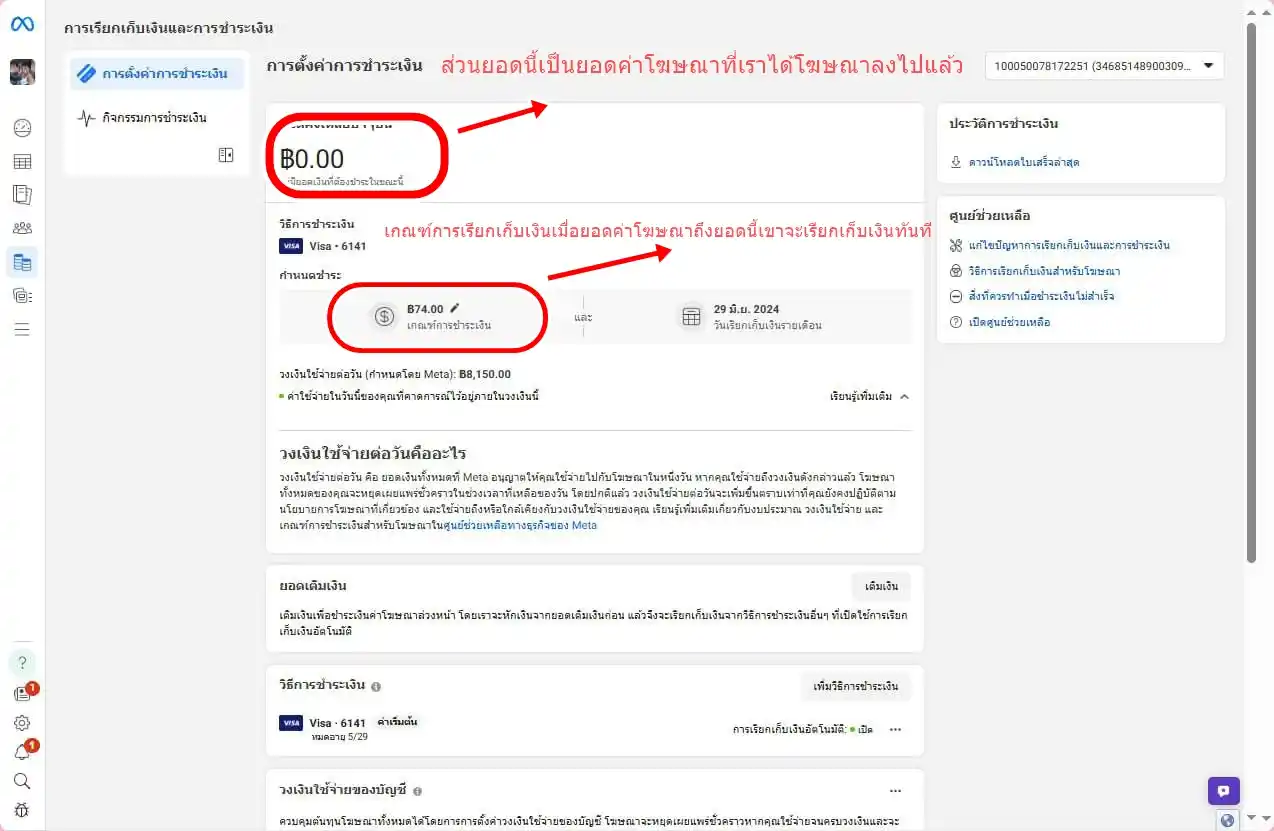 การเรียกเก็บเงินและการชำระเงิน
การตั้งค่าการชำระเงิน
กิจกรรมการชำระเงิน
การตั้งค่าการชำระเงิน
ส่วนยอดนี้เป็นยอดค่าโฆษณาที่เราได้โฆษณาลงไปแล้ว
100050078172251 (34685148900309...
฿0.00
วิธีการชำระเงิน
เกณฑ์การเรียกเก็บเงินเมื่อยอดค่าโฆษณาถึงยอดนี้เขาจะเรียกเก็บเงินทันที
VISA Visa • 6141
กำหนดชำระ
฿74.00
เกณฑ์การชำระเงิน
และ
29 มิ.ย. 2024
วันเรียกเก็บเงินรายเดือน
วงเงินใช้จ่ายต่อวัน (กำหนดโดย Meta): ฿8,150.00
ค่าใช้จ่ายในวันนี้ของคุณที่คาดการณ์ไว้อยู่ภายในวงเงินนี้
เรียนรู้เพิ่มเติม
วงเงินใช้จ่ายต่อวันคืออะไร
วงเงินใช้จ่ายต่อวัน คือ ยอดเงินทั้งหมดที่ Meta อนุญาตให้คุณใช้จ่ายไปกับโฆษณาในหนึ่งวัน หากคุณใช้จ่ายถึงวงเงินดังกล่าวแล้ว โฆษณา
ทั้งหมดของคุณจะหยุดเผยแพร่ชั่วคราวในช่วงเวลาที่เหลือของวัน โดยปกติแล้ว วงเงินใช้จ่ายต่อวันจะเพิ่มขึ้นตราบเท่าที่คุณยังคงปฏิบัติตาม
นโยบายการโฆษณาที่เกี่ยวข้อง และใช้จ่ายถึงหรือใกล้เคียงกับวงเงินใช้จ่ายของคุณ เรียนรู้เพิ่มเติมเกี่ยวกับงบประมาณ วงเงินใช้จ่าย และ
เกณฑ์การชำระเงินสำหรับโฆษณาในศูนย์ช่วยเหลือทางธุรกิจของ Meta
ยอดเติมเงิน
เติมเงิน
เติมเงินเพื่อชำระเงินค่าโฆษณาล่วงหน้า โดยเราจะหักเงินจากยอดเติมเงินก่อน แล้วจึงจะเรียกเก็บเงินจากวิธีการชำระเงินอื่นๆ ที่เปิดใช้การเรียก
เก็บเงินอัตโนมัติ
วิธีการชำระเงิน
เพิ่มวิธีการชำระเงิน
VISA Visa · 6141 ค่าเริ่มต้น
หมดอายุ 5/29
การเรียกเก็บเงินอัตโนมัติ: เปิด
วงเงินใช้จ่ายของบัญชี
ควบคุมต้นทุนโฆษณาทั้งหมดได้โดยการการตั้งค่าวงเงินใช้จ่ายของบัญชี โฆษณาจะหยุดเผยแพร่ชั่วคราวหากคุณใช้จ่ายจนครบวงเงินและจะ
ประวัติการชำระเงิน
ดาวน์โหลดใบเสร็จล่าสุด
ศูนย์ช่วยเหลือ
แก้ไขปัญหาการเรียกเก็บเงินและการชำระเงิน
วิธีการเรียกเก็บเงินสำหรับโฆษณา
สิ่งที่ควรทำเมื่อชำระเงินไม่สำเร็จ
เปิดศูนย์ช่วยเหลือ
1
1